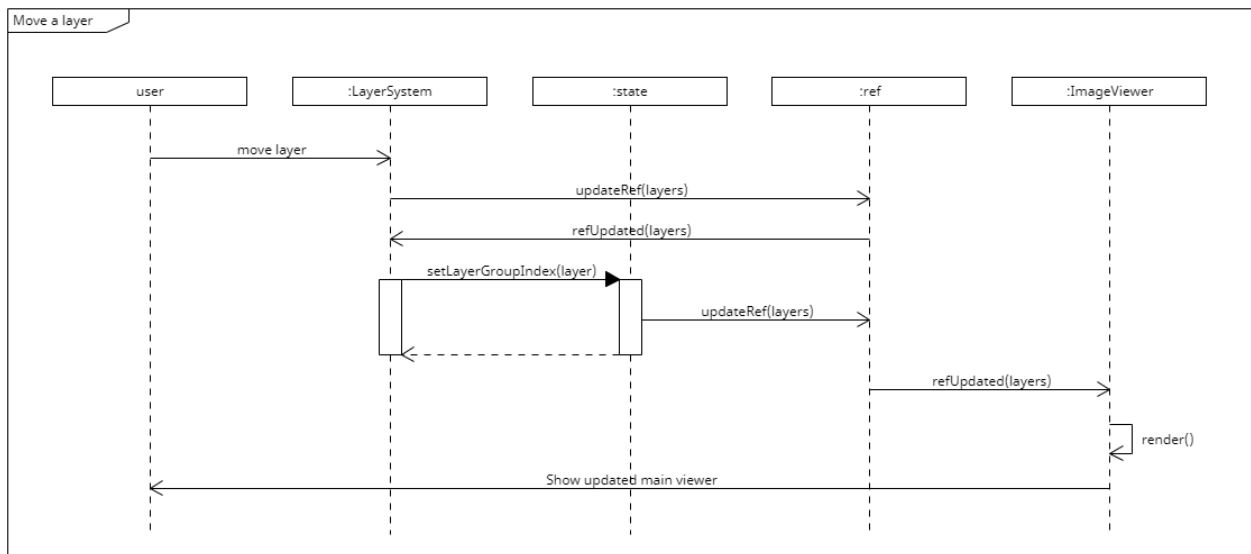 Move a layer
user
:LayerSystem
:state
:ref
:ImageViewer
move layer
updateRef(layers)
refUpdated(layers)
setLayerGroupIndex(layer)
updateRef(layers)
refUpdated(layers)
render()
Show updated main viewer